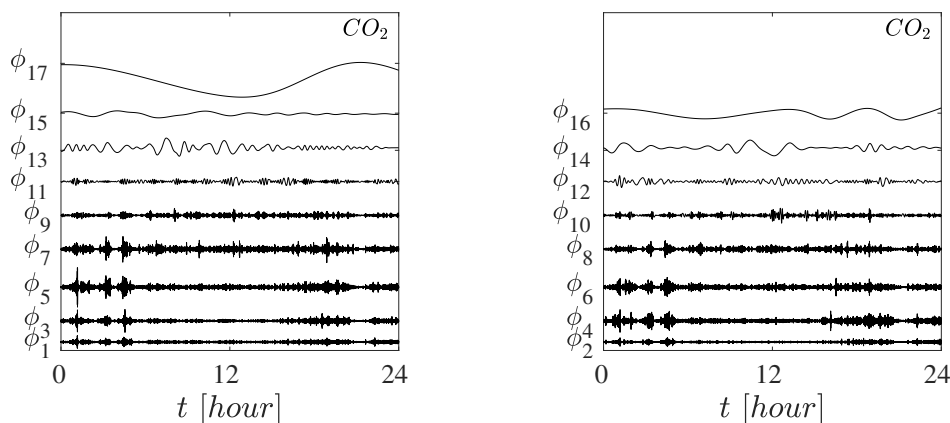 CO₂
ϕ₁₇
ϕ₁₅
ϕ₁₃
ϕ₁₁
ϕ₉
ϕ₇
ϕ₅
ϕ₃
ϕ₁
0 12 24
t [hour]
CO₂
ϕ₁₆
ϕ₁₄
ϕ₁₂
ϕ₁₀
ϕ₈
ϕ₆
ϕ₄
ϕ₂
0 12 24
t [hour]